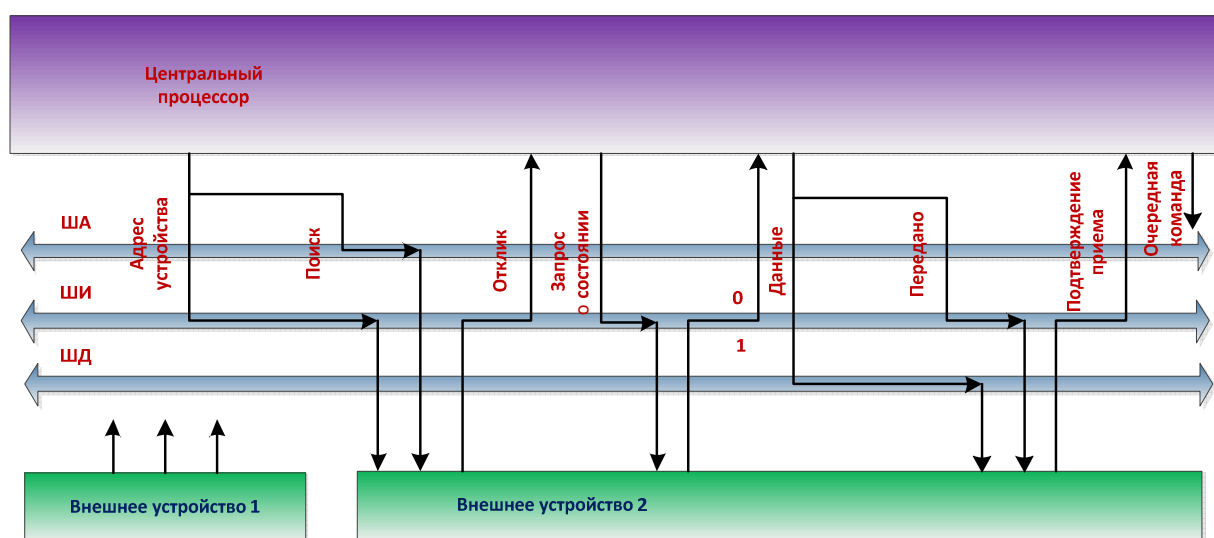 Центральный
процессор
ША
ШИ
ШД
Адрес
устройства
Поиск
Отклик
Запрос
о состоянии
0
1
Данные
Передано
Подтверждение
приема
Очередная
команда
Внешнее устройство 1
Внешнее устройство 2